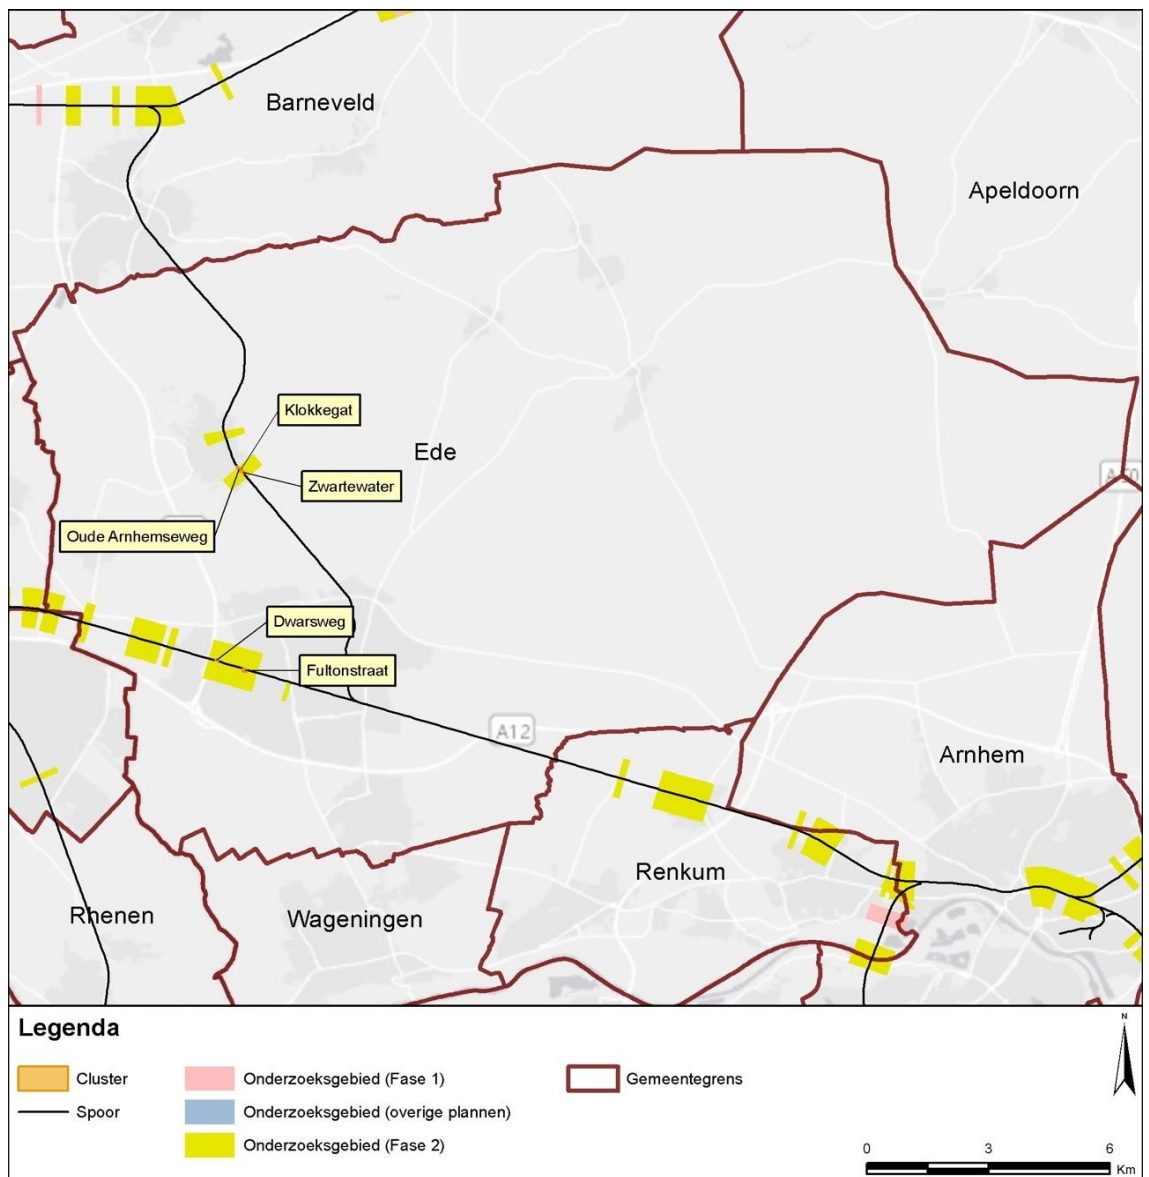 Barneveld
Apeldoorn
Klokkegat
Ede
Zwartewater
Oude Arnhemseweg
Dwarsweg
Fultonstraat
A12
Arnhem
Renkum
Rhenen
Wageningen
Legenda
Cluster
Spoor
Onderzoeksgebied (Fase 1)
Onderzoeksgebied (overige plannen)
Onderzoeksgebied (Fase 2)
Gemeentegrens
N
0 3 6
Km